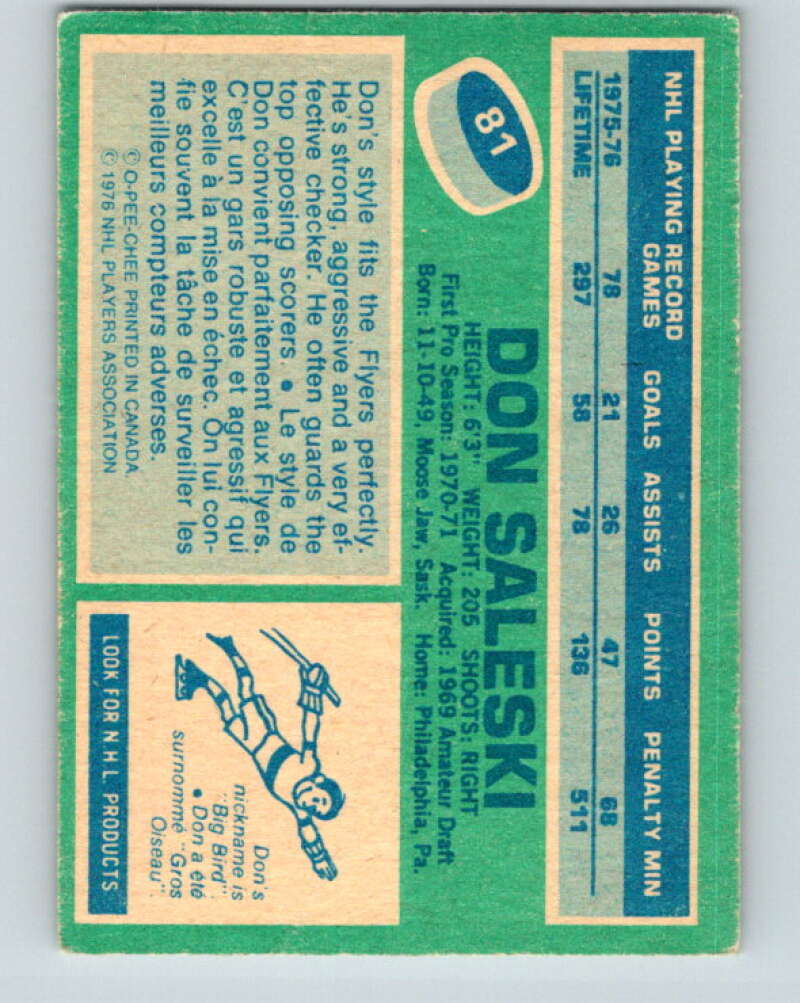 NHL PLAYING RECORD
GAMES GOALS ASSISTS POINTS PENALTY MIN
1975-76 78 21 26 47 68
LIFETIME 297 58 78 136 511
81
DON SALESKI
HEIGHT: 6'3" WEIGHT: 205 SHOOTS: RIGHT
First Pro Season: 1970-71 Acquired: 1969 Amateur Draft
Born: 11-10-49, Moose Jaw, Sask. Home: Philadelphia, Pa.
Don's style fits the Flyers perfectly.
He's strong, aggressive and a very ef-
fective checker. He often guards the
top opposing scorers. • Le style de
Don convient parfaitement aux Flyers.
C'est un gars robuste et agressif qui
excelle à la mise en échec. On lui con-
fie souvent la tâche de surveiller les
meilleurs compteurs adverses.
© O-PEE-CHEE PRINTED IN CANADA.
© 1976 NHL PLAYERS ASSOCIATION
Don's
nickname is
"Big Bird".
• Don a été
surnommé "Gros
Oiseau".
LOOK FOR N.H.L. PRODUCTS